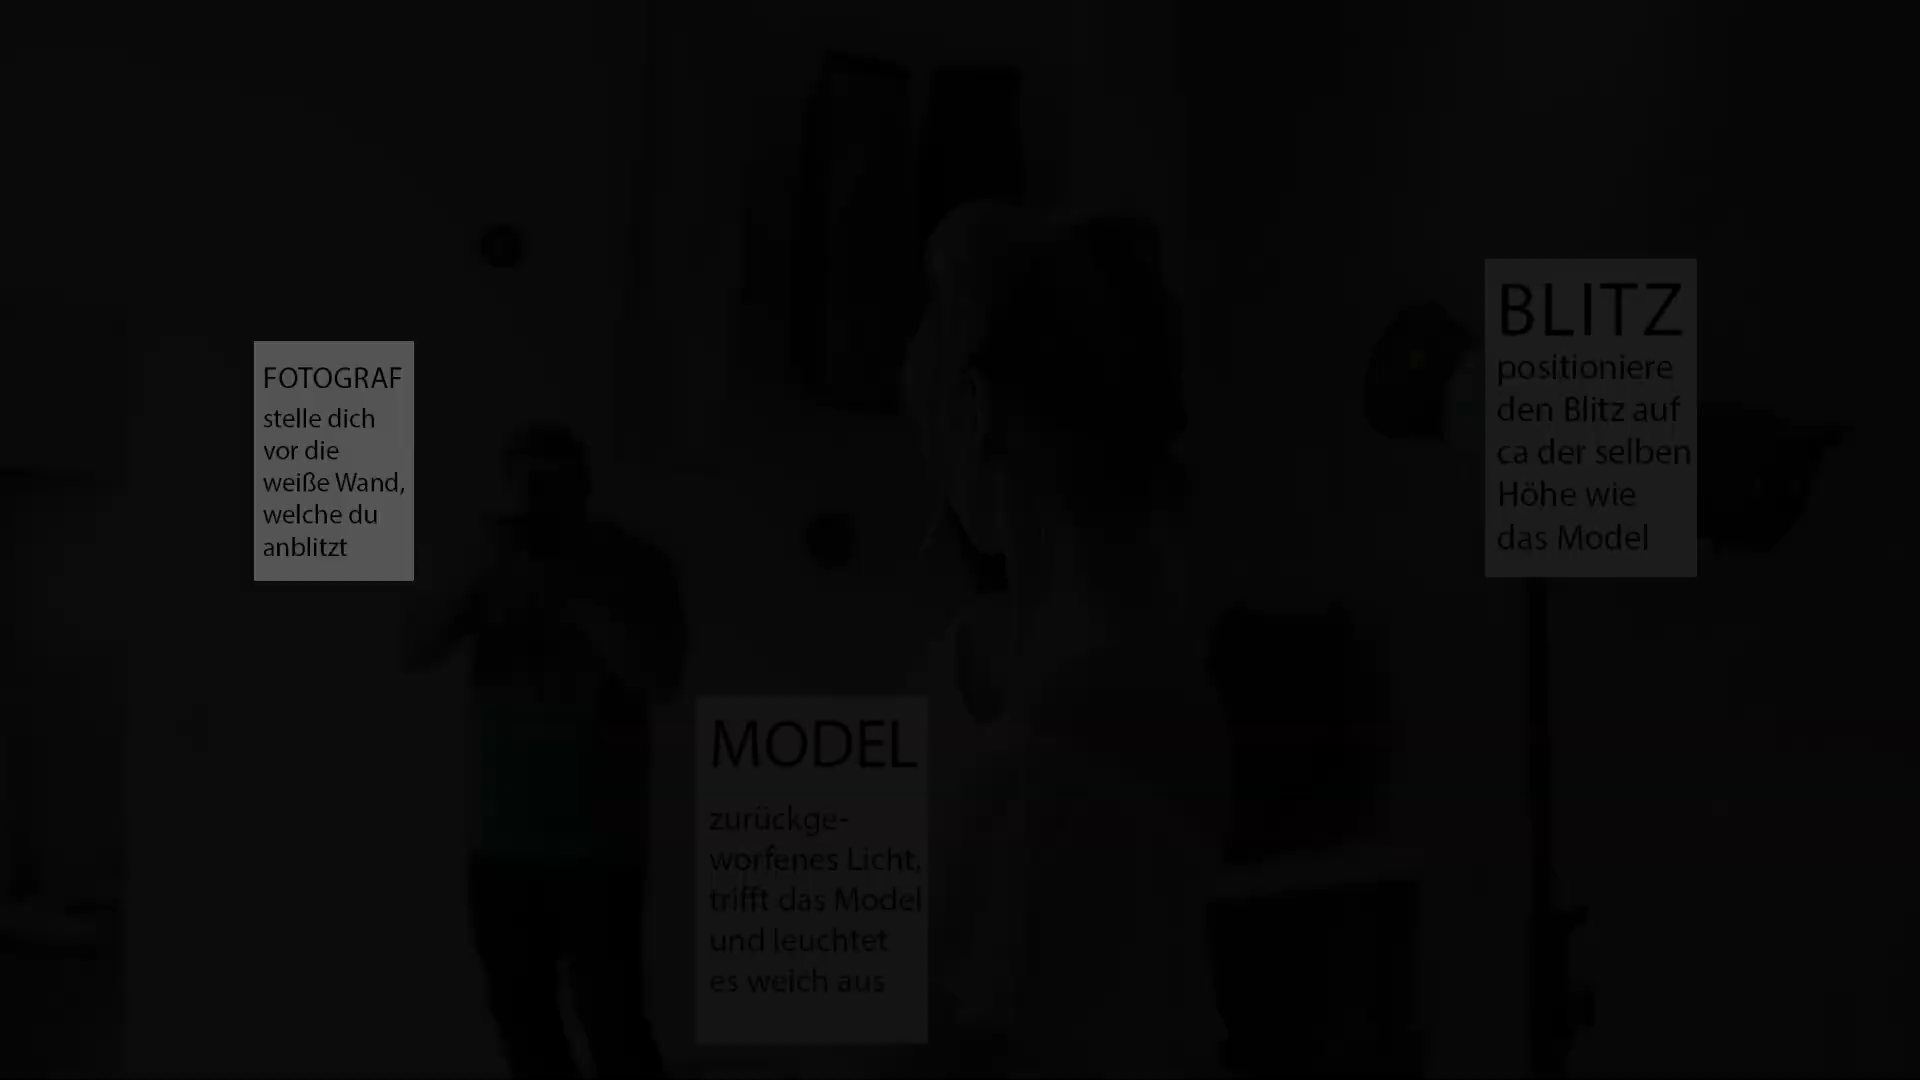 FOTOGRAF
stelle dich
vor die
weiße Wand,
welche du
anblitzt
MODEL
zurückge-
worfenes Licht,
trifft das Model
und leuchtet
es weich aus
BLITZ
positioniere
den Blitz auf
ca der selben
Höhe wie
das Model